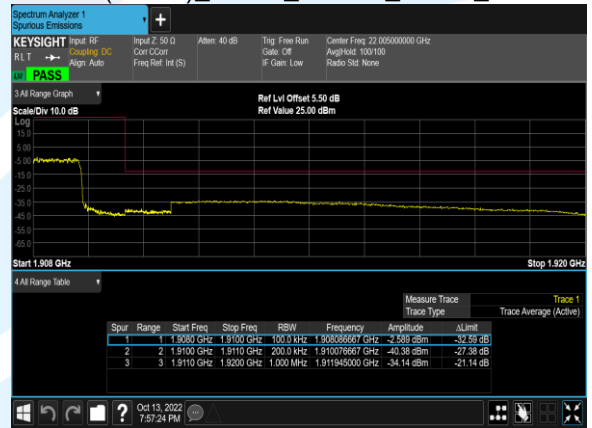 Spectrum Analyzer 1
Spurious Emissions
KEYSIGHT Input: RF Input Z: 50 Ω Atten: 40 dB Trig: Free Run Center Freq: 22.005000000 GHz
RLT Coupling: DC Corr CCorr Gate: Off Avg|Hold: 100/100
Align: Auto Freq Ref: Int (S) IF Gain: Low Radio Std: None
PASS
3 All Range Graph
Scale/Div 10.0 dB Ref Lvl Offset 5.50 dB
Ref Value 25.00 dBm
Log
15.0
5.00
-5.00
-15.0
-25.0
-35.0
-45.0
-55.0
-65.0
Start 1.908 GHz Stop 1.920 GHz
4 All Range Table
Measure Trace Trace 1
Trace Type Trace Average (Active)
Spur Range Start Freq Stop Freq RBW Frequency Amplitude ΔLimit
1 1 1.9080 GHz 1.9100 GHz 100.0 kHz 1.908086667 GHz -2.589 dBm -32.59 dB
2 2 1.9100 GHz 1.9110 GHz 200.0 kHz 1.910076667 GHz -40.38 dBm -27.38 dB
3 3 1.9110 GHz 1.9200 GHz 1.000 MHz 1.911945000 GHz -34.14 dBm -21.14 dB
Oct 13, 2022
7:57:24 PM